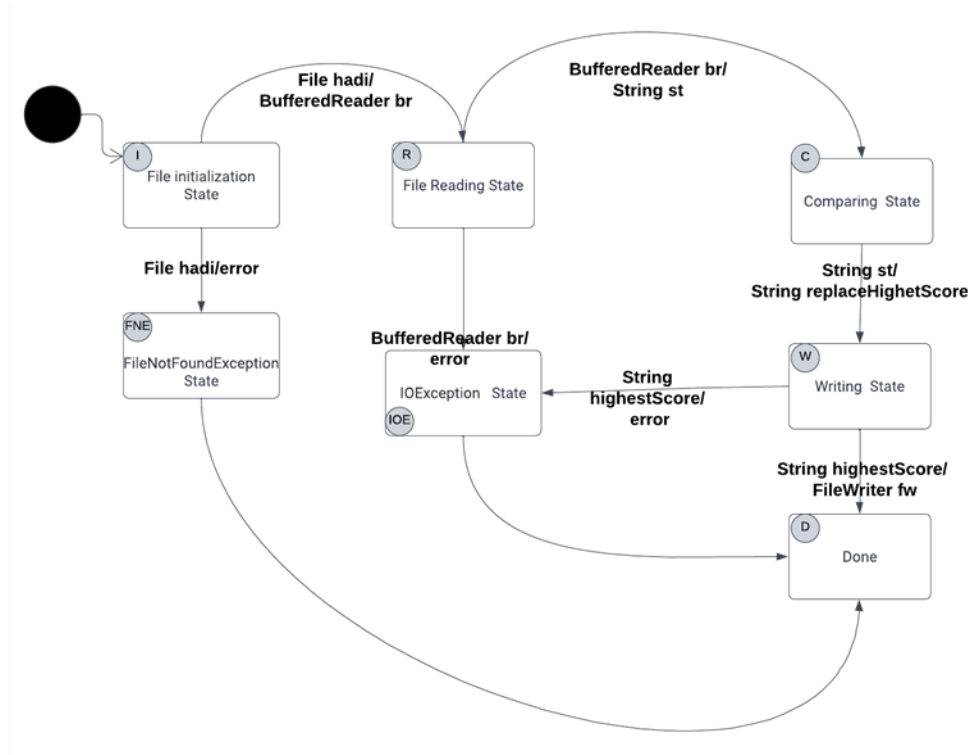 File hadi/
BufferedReader br
BufferedReader br/
String st
I
File initialization
State
R
File Reading State
C
Comparing State
File hadi/error
String st/
String replaceHighetScore
FNE
FileNotFoundException
State
BufferedReader br/
error
IOException State
IOE
String
highestScore/
error
W
Writing State
String highestScore/
FileWriter fw
D
Done